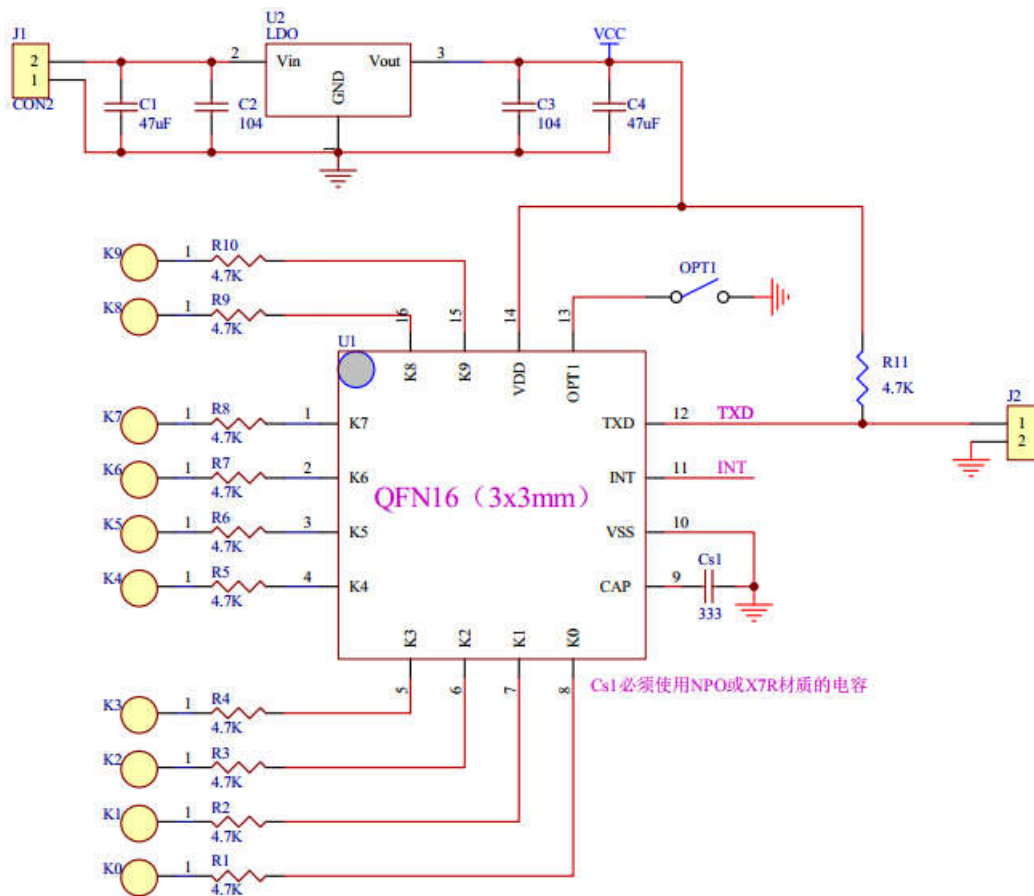 J1
2
1
CON2
C1
47uF
C2
104
U2
LDO
2
Vin
Vout
GND
1
3
C3
104
VCC
C4
47uF
K9
1
R10
4.7K
K8
1
R9
4.7K
16
15
14
13
OPT1
U1
K8
K9
VDD
OPT1
R11
4.7K
K7
1
R8
4.7K
1
K7
TXD
12
TXD
J2
1
2
K6
1
R7
4.7K
2
K6
INT
11
INT
QFN16（3x3mm）
K5
1
R6
4.7K
3
K5
VSS
10
K4
1
R5
4.7K
4
K4
CAP
9
Cs1
333
K3
K2
K1
K0
5
6
7
8
Cs1必须使用NPO或X7R材质的电容
K3
1
R4
4.7K
K2
1
R3
4.7K
K1
1
R2
4.7K
K0
1
R1
4.7K